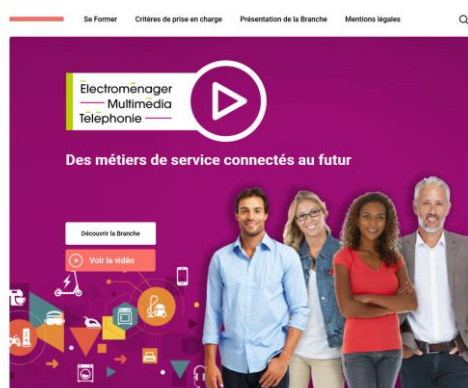 Se Former Critères de prise en charge Présentation de la Branche Mentions légales
Électroménager
Multimédia
Téléphonie
Des métiers de service connectés au futur
Découvrir la Branche
Voir la vidéo